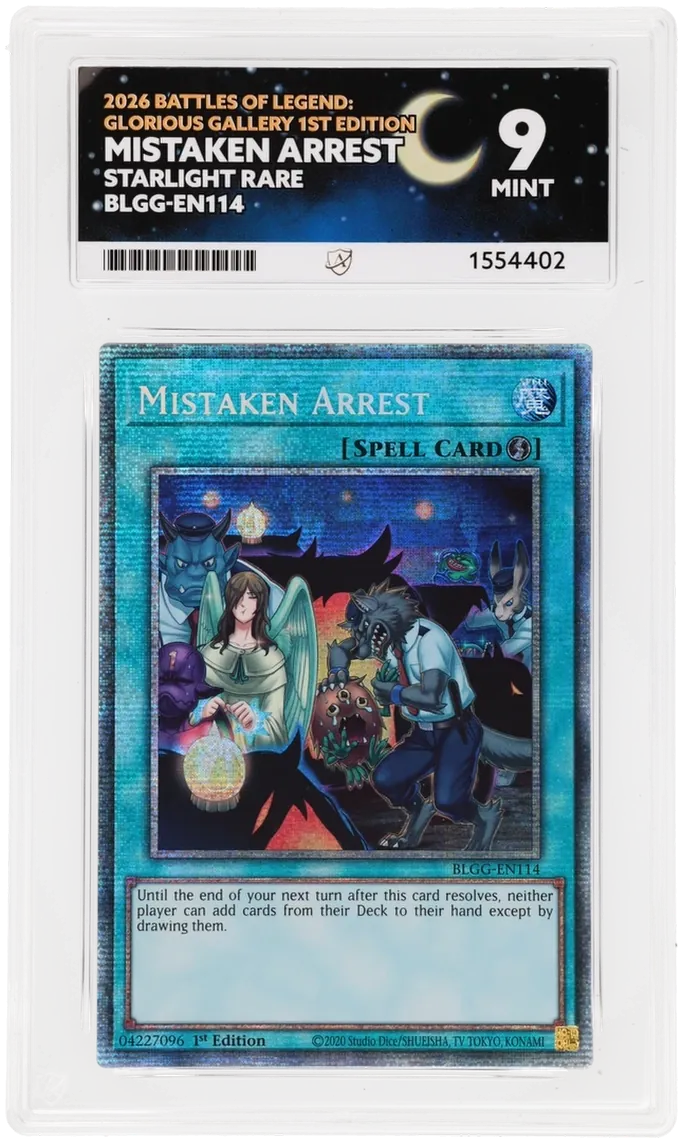 2026 BATTLES OF LEGEND:
GLORIOUS GALLERY 1ST EDITION
MISTAKEN ARREST
STARLIGHT RARE
BLGG-EN114
9
MINT
1554402
MISTAKEN ARREST
SPELL
魔
[SPELL CARD]
1
BLGG-EN114
Until the end of your next turn after this card resolves, neither
player can add cards from their Deck to their hand except by
drawing them.
04227096 1st Edition
©2020 Studio Dice/SHUEISHA, TV TOKYO, KONAMI